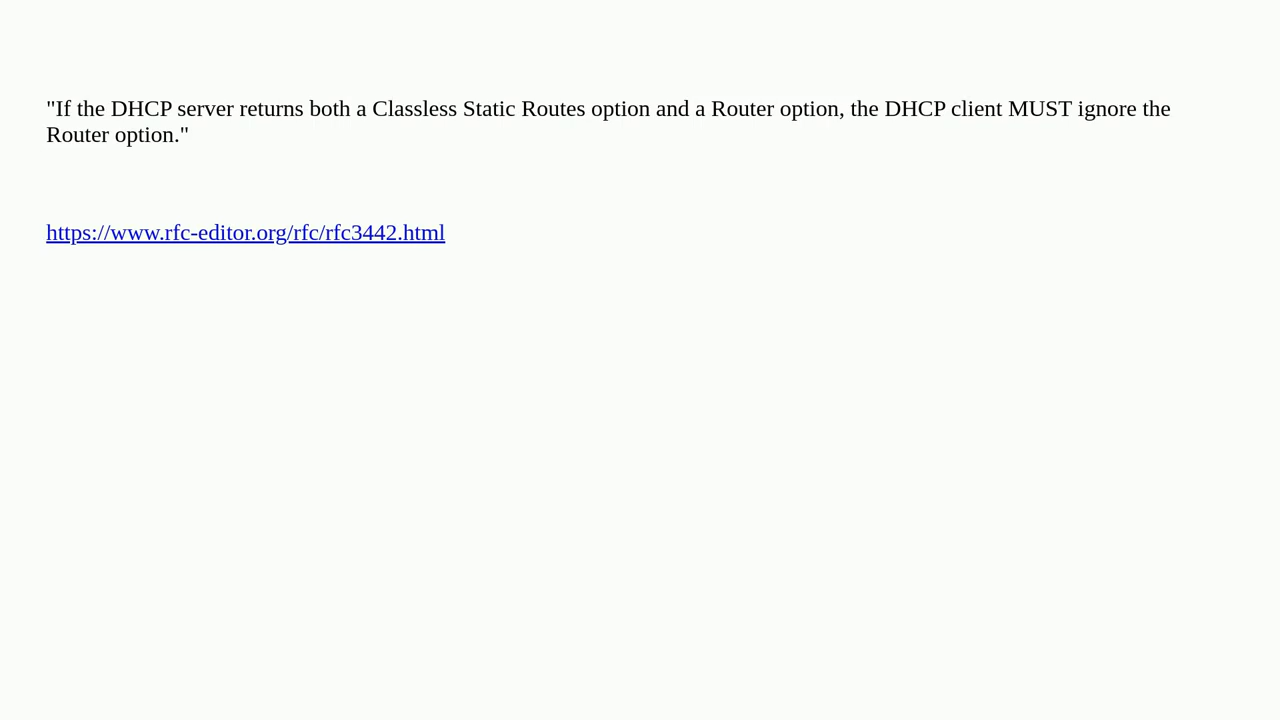 "If the DHCP server returns both a Classless Static Routes option and a Router option, the DHCP client MUST ignore the
Router option."
https://www.rfc-editor.org/rfc/rfc3442.html